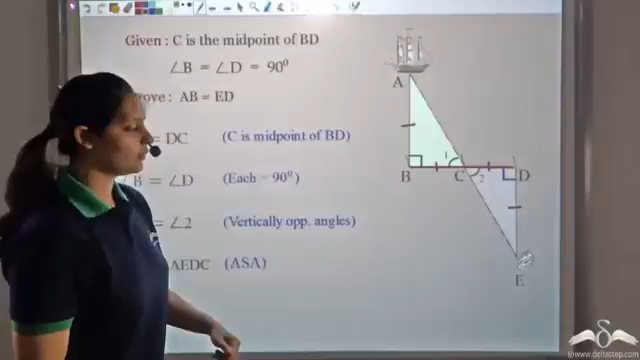 Given : C is the midpoint of BD
∠B = ∠D = 90⁰
rove : AB = ED
= DC (C is midpoint of BD)
∠B = ∠D (Each = 90⁰)
= ∠2 (Vertically opp. angles)
ΔEDC (ASA)
A
B
1
C
2
D
E
www.deltastep.com